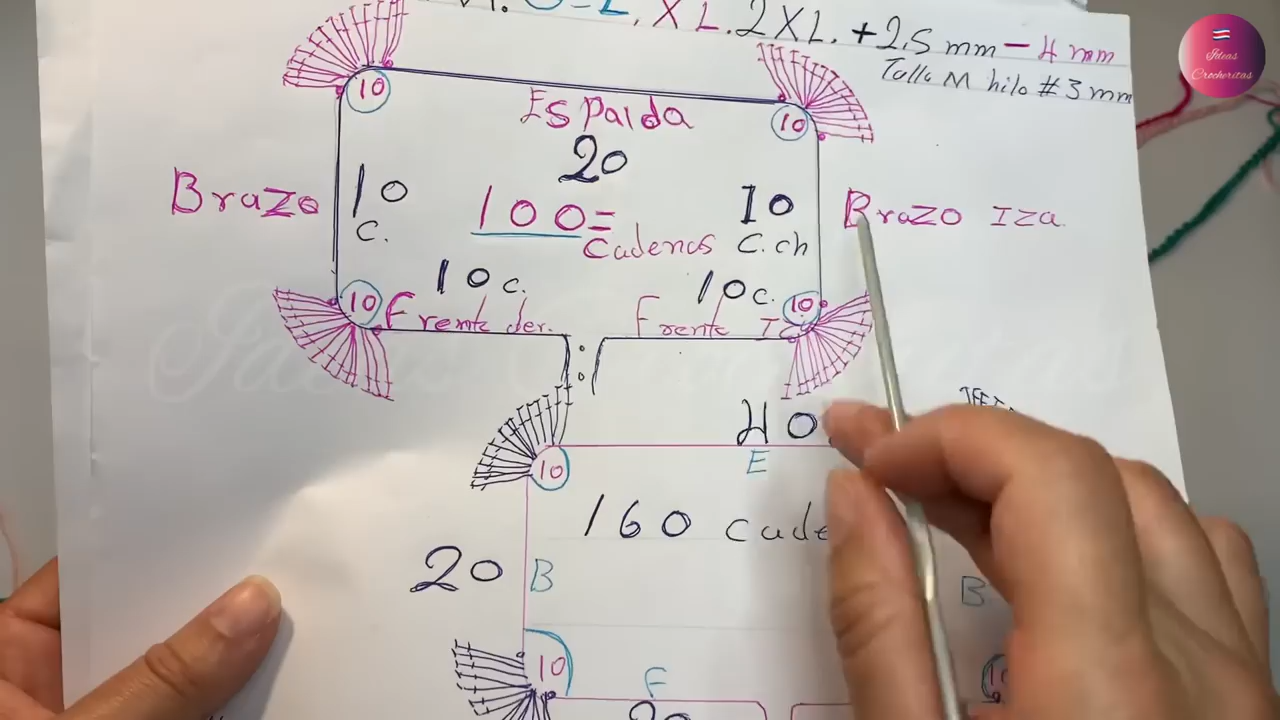 XL. 2XL. +2.5 mm - 4 mm
Talla M hilo #3 mm
Ideas
Crocheritas
10
10
Espalda
20
Brazo
10
c.
100=
Cadenas
10
C.ch
Brazo Iza.
10 c.
10 c.
10
10
Frente der.
Frente
40
10
E
160
20
B
B
10
F